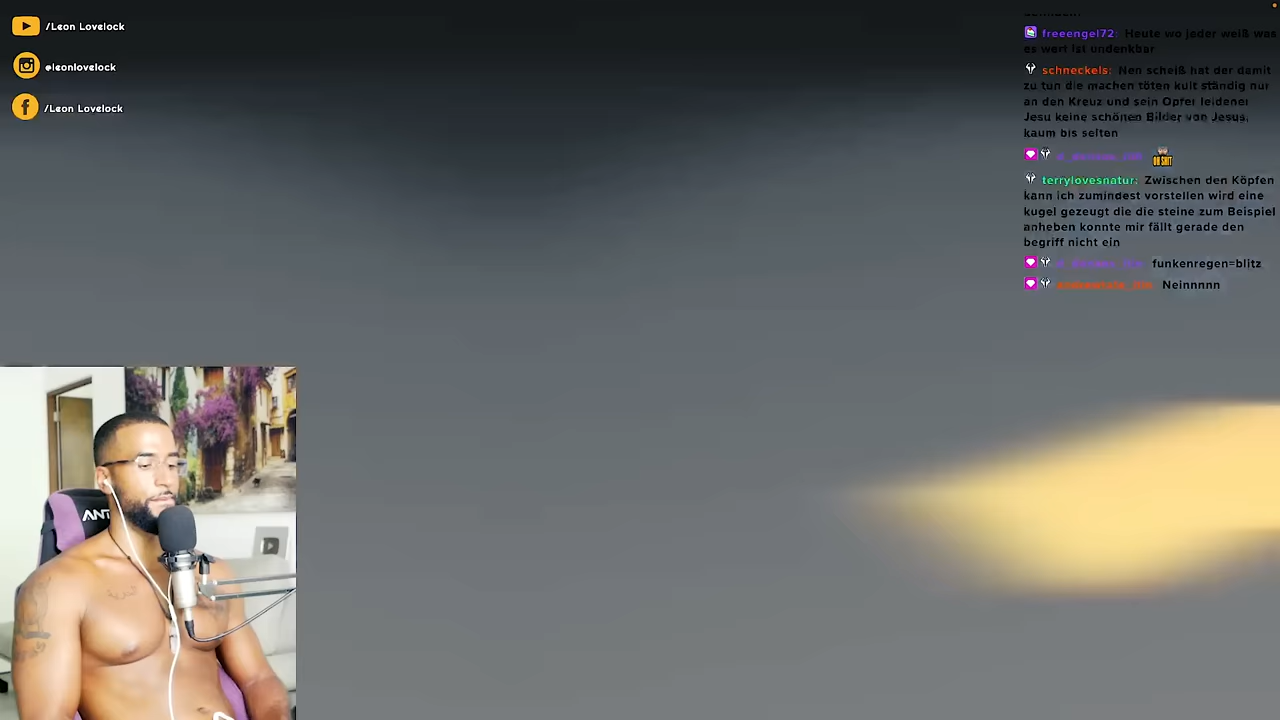 /Leon Lovelock
@leonlovelock
/Leon Lovelock
freeengel72: Heute wo jeder weiß was
es wert ist undenkbar
schneckels: Nen scheiß hat der damit
zu tun die machen töten kult ständig nur
an den Kreuz und sein Opfer leidener
Jesu keine schönen Bilder von Jesus,
kaum bis selten
OH SHIT
terrylovesnatur: Zwischen den Köpfen
kann ich zumindest vorstellen wird eine
kugel gezeugt die die steine zum Beispiel
anheben konnte mir fällt gerade den
begriff nicht ein
funkenregen=blitz
Neinnnnn
ANT